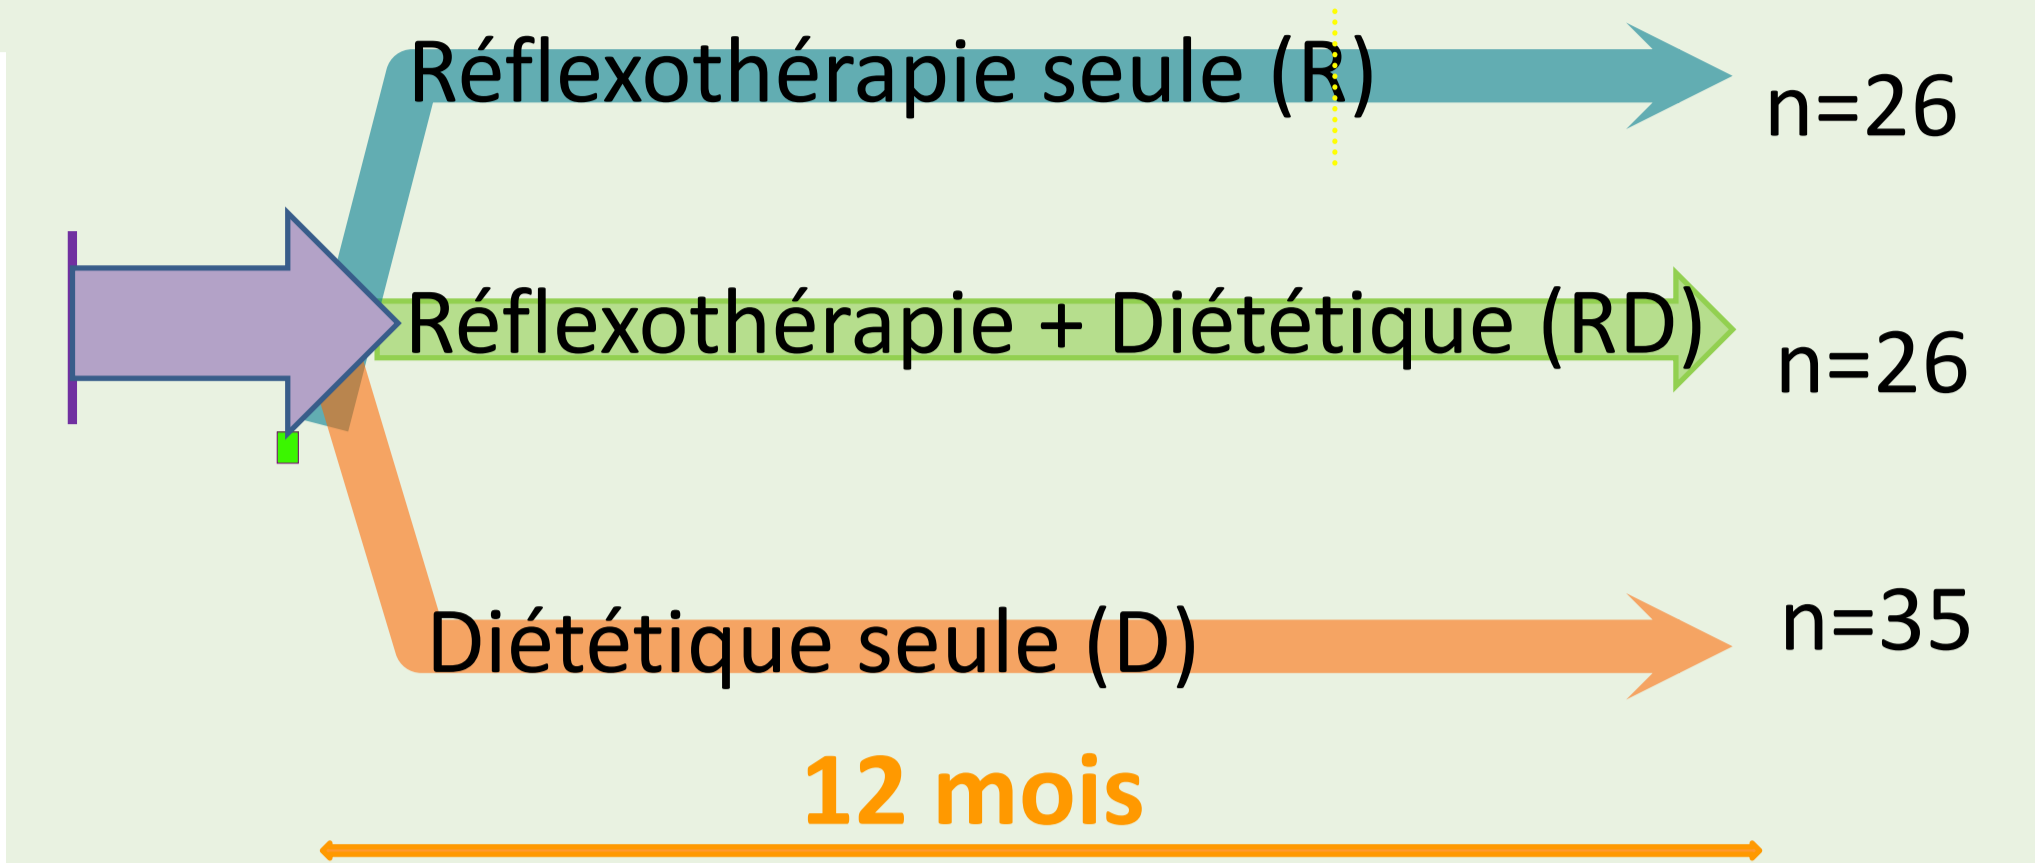 Réflexothérapie seule (R)
n=26
Réflexothérapie + Diététique (RD)
n=26
Diététique seule (D)
n=35
12 mois